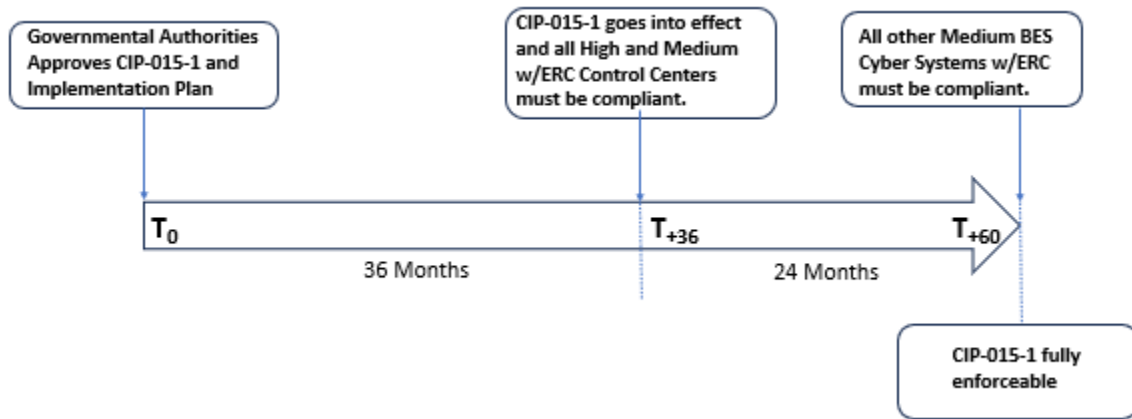 Governmental Authorities
Approves CIP-015-1 and
Implementation Plan
CIP-015-1 goes into effect
and all High and Medium
w/ERC Control Centers
must be compliant.
All other Medium BES
Cyber Systems w/ERC
must be compliant.
T0
T+36
T+60
36 Months
24 Months
CIP-015-1 fully
enforceable